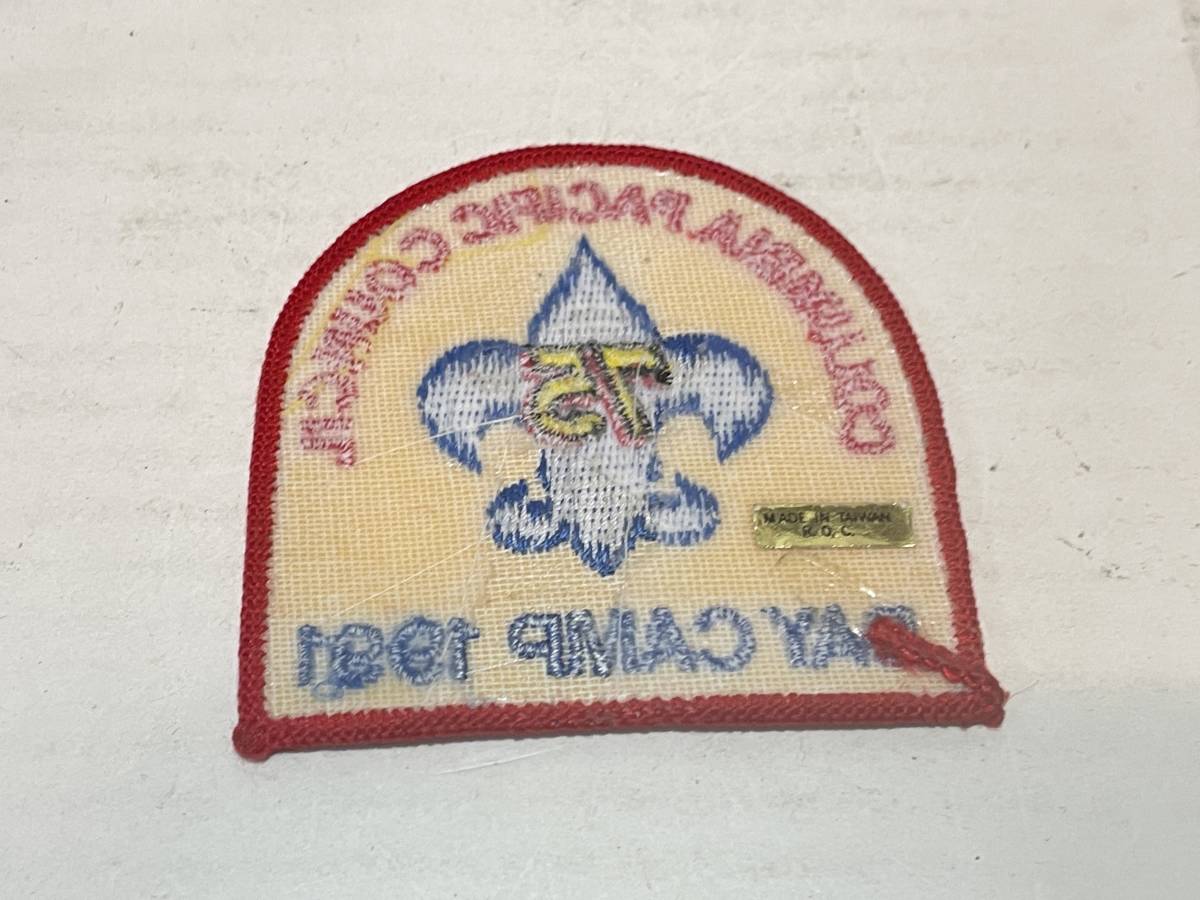 COLUMBIA PACIFIC COUNCIL
75
MADE IN TAIWAN
R.O.C.
DAY CAMP 1991